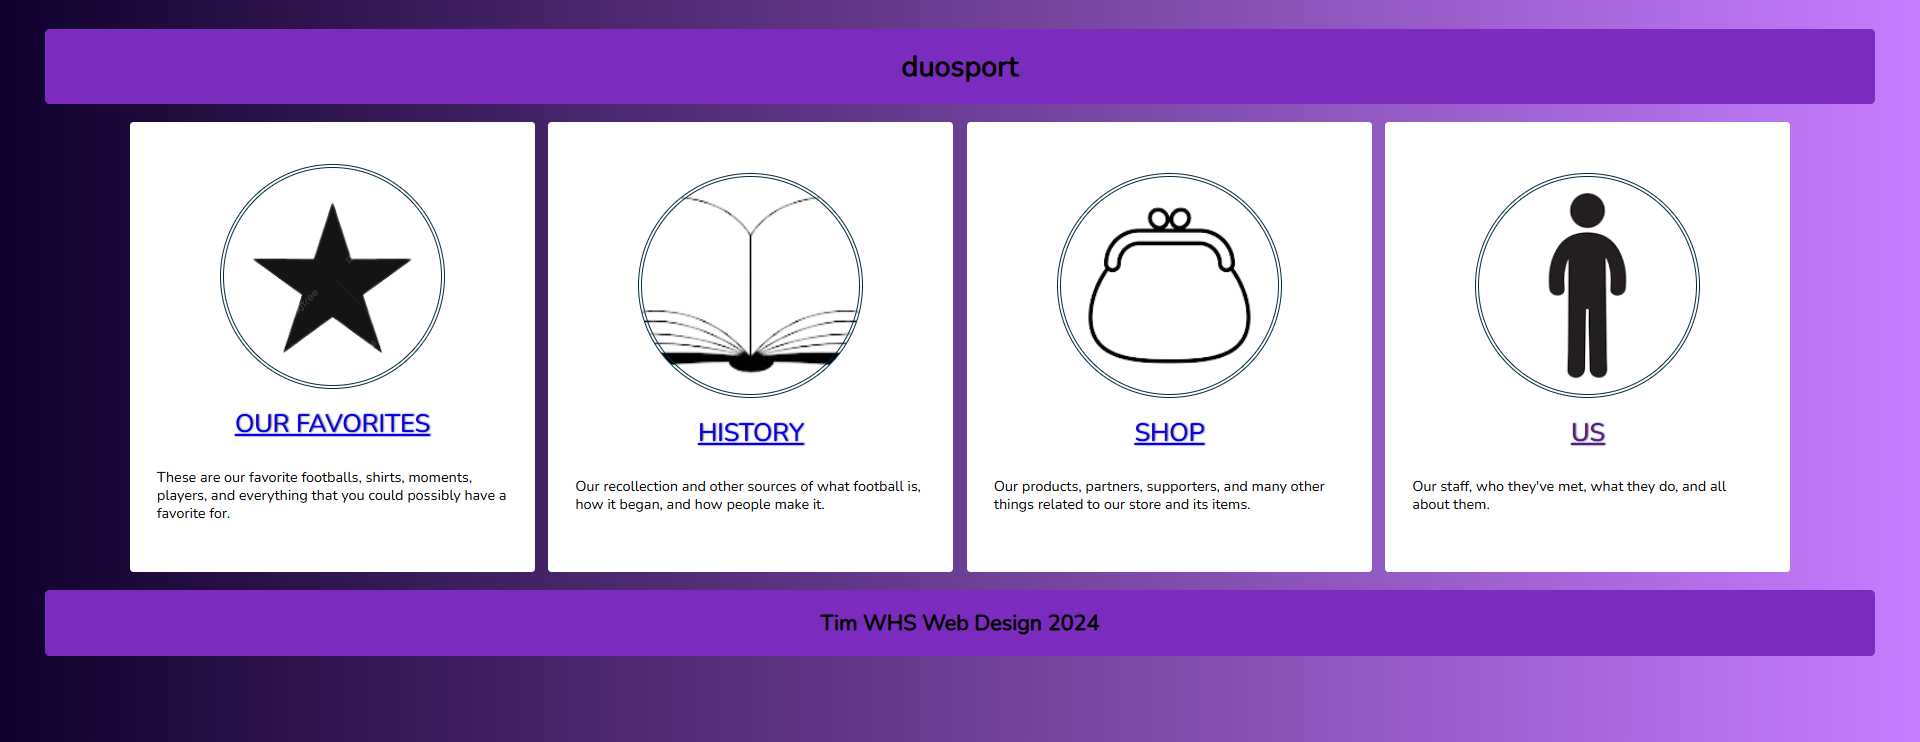 duosport
OUR FAVORITES
These are our favorite footballs, shirts, moments,
players, and everything that you could possibly have a
favorite for.
HISTORY
Our recollection and other sources of what football is,
how it began, and how people make it.
SHOP
Our products, partners, supporters, and many other
things related to our store and its items.
US
Our staff, who they've met, what they do, and all
about them.
Tim WHS Web Design 2024